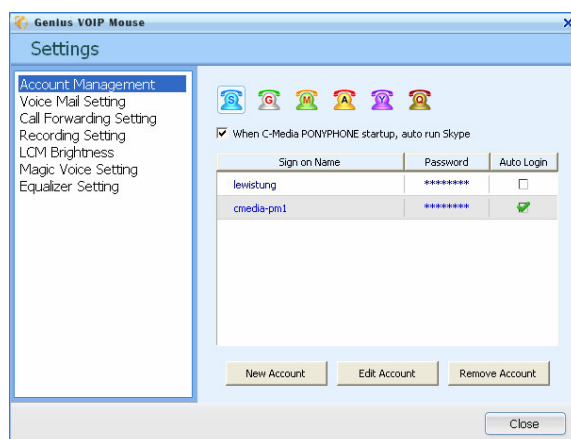 Genius VOIP Mouse
Settings
Account Management
Voice Mail Setting
Call Forwarding Setting
Recording Setting
LCM Brightness
Magic Voice Setting
Equalizer Setting
S G M A Y Q
When C-Media PONYPHONE startup, auto run Skype
Sign on Name Password Auto Login
lewistung ********
cmedia-pm1 ********
New Account Edit Account Remove Account
Close